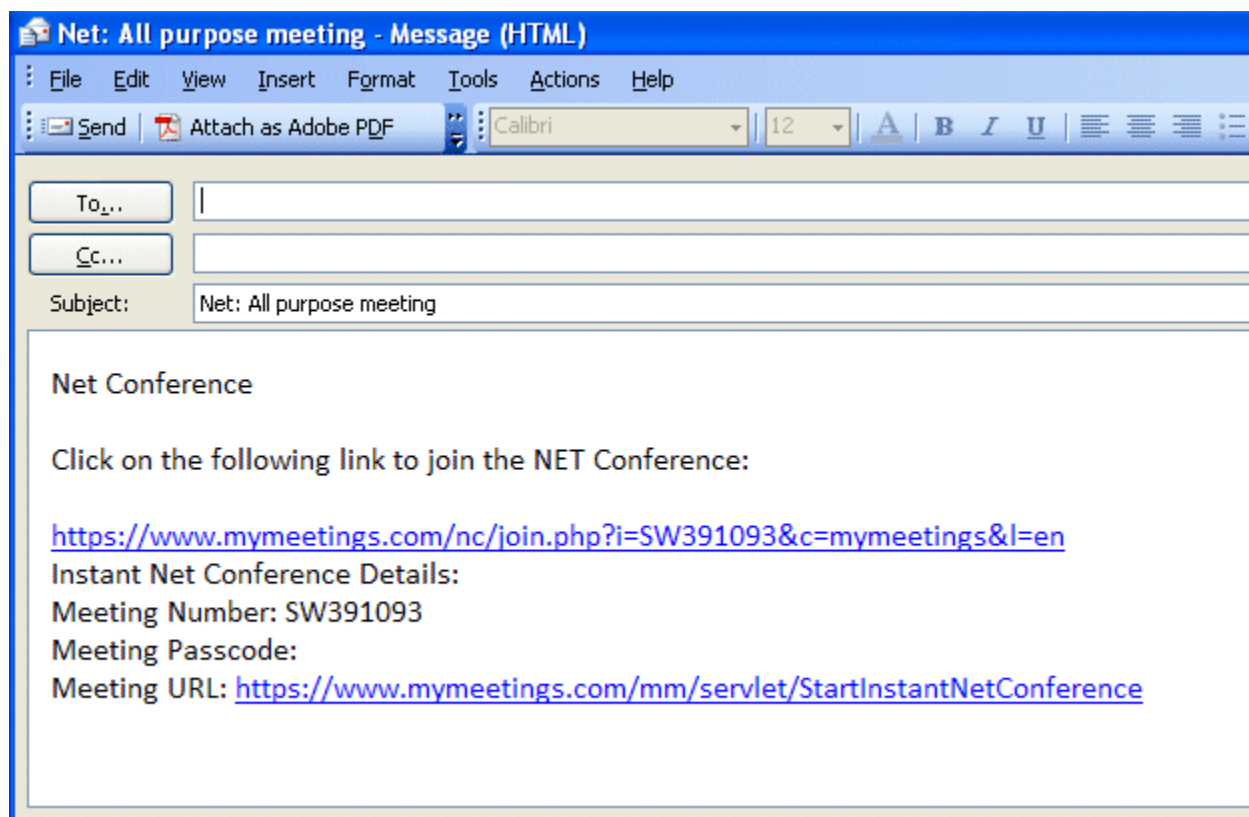 Net: All purpose meeting - Message (HTML)
File Edit View Insert Format Tools Actions Help
Send Attach as Adobe PDF Calibri 12 A B I U
To...
Cc...
Subject: Net: All purpose meeting
Net Conference
Click on the following link to join the NET Conference:
https://www.mymeetings.com/nc/join.php?i=SW391093&c=mymeetings&l=en
Instant Net Conference Details:
Meeting Number: SW391093
Meeting Passcode:
Meeting URL: https://www.mymeetings.com/mm/servlet/StartInstantNetConference